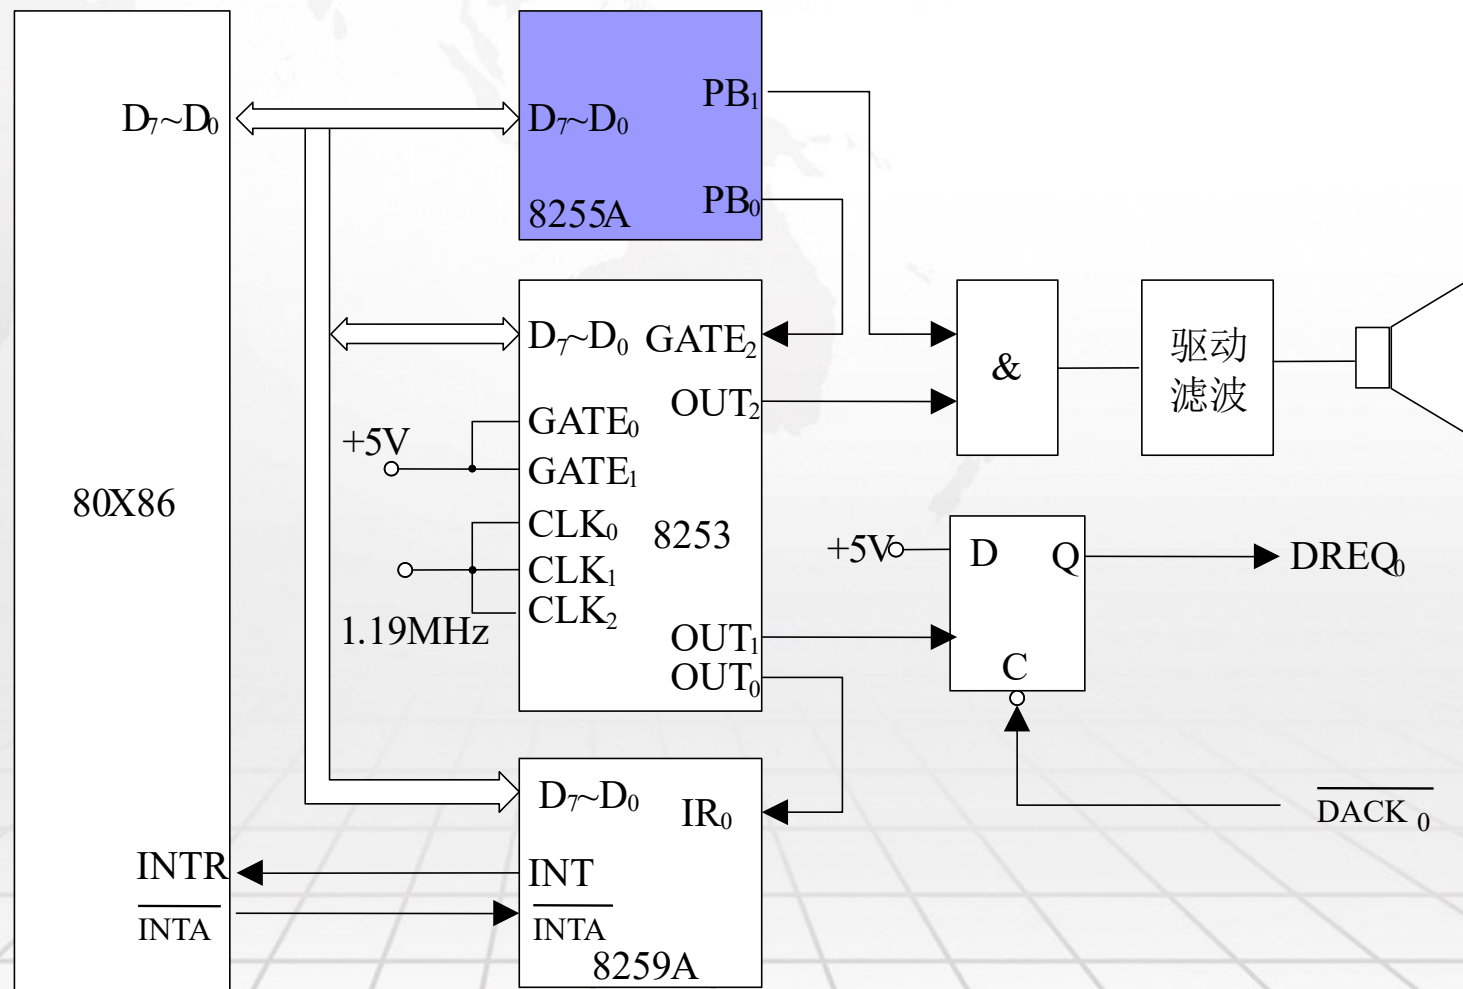 D₇~D₀
D₇~D₀
PB₁
PB₀
8255A
D₇~D₀
GATE₂
OUT₂
&
驱动
滤波
+5V
GATE₀
GATE₁
80X86
CLK₀
8253
CLK₁
CLK₂
1.19MHz
OUT₁
OUT₀
+5V
D
Q
C
DREQ₀
D₇~D₀
IR₀
DACK ₀
INTR
INT
INTA
INTA
8259A